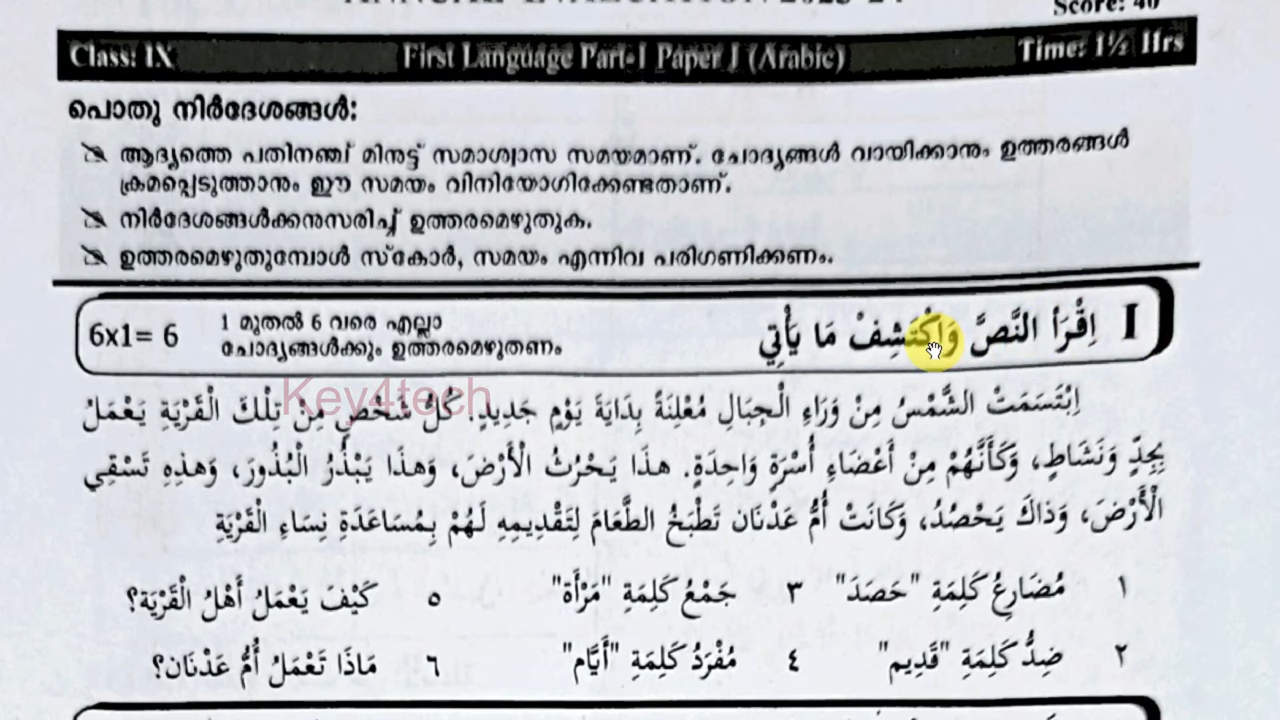 Score: 40
Class: IX First Language Part-I Paper I (Arabic) Time: 1½ Hrs
പൊതു നിർദേശങ്ങൾ:
ആദ്യത്തെ പതിനഞ്ച് മിനുട്ട് സമാശ്വാസ സമയമാണ്. ചോദ്യങ്ങൾ വായിക്കാനും ഉത്തരങ്ങൾ
ക്രമപ്പെടുത്താനും ഈ സമയം വിനിയോഗിക്കേണ്ടതാണ്.
നിർദേശങ്ങൾക്കനുസരിച്ച് ഉത്തരമെഴുതുക.
ഉത്തരമെഴുതുമ്പോൾ സ്കോർ, സമയം എന്നിവ പരിഗണിക്കണം.
I اِقْرَأْ النَّصَّ وَاكْتَشِفْ مَا يَأْتِي
1 മുതൽ 6 വരെ എല്ലാ
ചോദ്യങ്ങൾക്കും ഉത്തരമെഴുതണം
6x1= 6
Key4tech
اِبْتَسَمَتْ الشَّمْسُ مِنْ وَرَاءِ الْجِبَالِ مُعْلِنَةً بِدَايَةَ يَوْمٍ جَدِيدٍ. كُلُّ شَخْصٍ مِنْ تِلْكَ الْقَرْيَةِ يَعْمَلُ
بِجِدٍّ وَنَشَاطٍ، وَكَأَنَّهُمْ مِنْ أَعْضَاءِ أُسْرَةٍ وَاحِدَةٍ. هذَا يَحْرُثُ الْأَرْضَ، وَهذَا يَبْذُرُ الْبُذُورَ، وَهذِهِ تَسْقِي
الْأَرْضَ، وَذَاكَ يَحْصُدُ، وَكَانَتْ أُمُّ عَدْنَان تَطْبَخُ الطَّعَامَ لِتَقْدِيمِهِ لَهُمْ بِمُسَاعَدَةِ نِسَاءِ الْقَرْيَةِ
١ مُضَارِعُ كَلِمَةِ "حَصَدَ" ٣ جَمْعُ كَلِمَةِ "مَرْأَة" ٥ كَيْفَ يَعْمَلُ أَهْلُ الْقَرْيَة؟
٢ ضِدُّ كَلِمَةِ "قَدِيم" ٤ مُفْرَدُ كَلِمَةِ "أَيَّام" ٦ مَاذَا تَعْمَلُ أُمُّ عَدْنَان؟